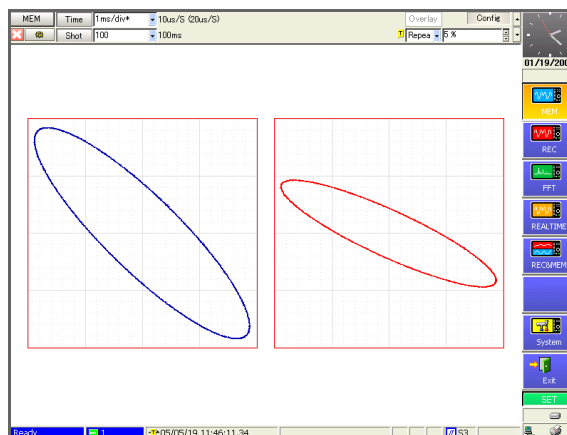 MEM Time 1ms/div* 10us/S (20us/S) Overlay Config
Shot 100 100ms T Repea 5 %
01/19/200
MEM
REC
FFT
REALTIME
REC&MEM
System
Exit
SET
Ready 1 T 05/05/19 11:46:11.34 S3